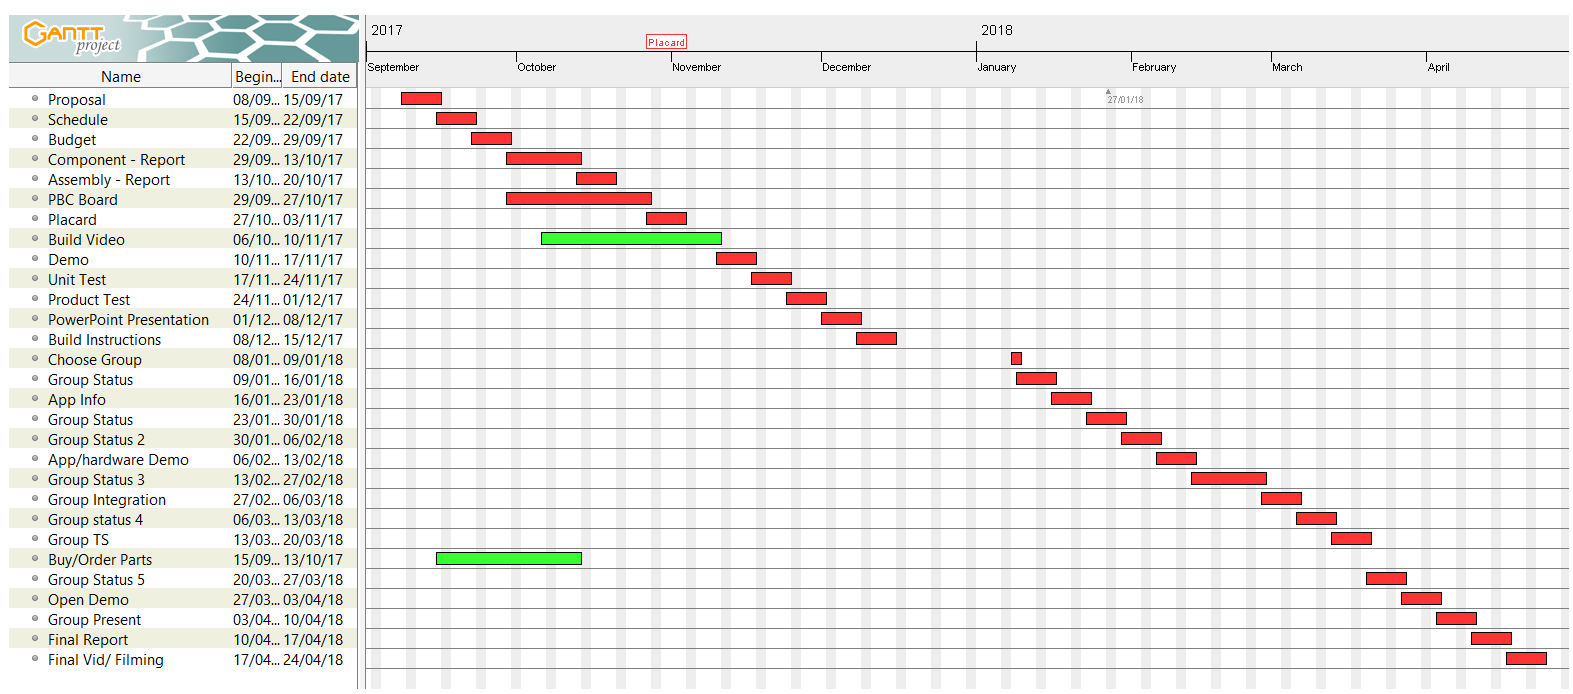 GANTT
project
2017
2018
Placard
Name Begin... End date
September October November December January February March April
27/01/18
Proposal 08/09... 15/09/17
Schedule 15/09... 22/09/17
Budget 22/09... 29/09/17
Component - Report 29/09... 13/10/17
Assembly - Report 13/10... 20/10/17
PBC Board 29/09... 27/10/17
Placard 27/10... 03/11/17
Build Video 06/10... 10/11/17
Demo 10/11... 17/11/17
Unit Test 17/11... 24/11/17
Product Test 24/11... 01/12/17
PowerPoint Presentation 01/12... 08/12/17
Build Instructions 08/12... 15/12/17
Choose Group 08/01... 09/01/18
Group Status 09/01... 16/01/18
App Info 16/01... 23/01/18
Group Status 23/01... 30/01/18
Group Status 2 30/01... 06/02/18
App/hardware Demo 06/02... 13/02/18
Group Status 3 13/02... 27/02/18
Group Integration 27/02... 06/03/18
Group status 4 06/03... 13/03/18
Group TS 13/03... 20/03/18
Buy/Order Parts 15/09... 13/10/17
Group Status 5 20/03... 27/03/18
Open Demo 27/03... 03/04/18
Group Present 03/04... 10/04/18
Final Report 10/04... 17/04/18
Final Vid/ Filming 17/04... 24/04/18